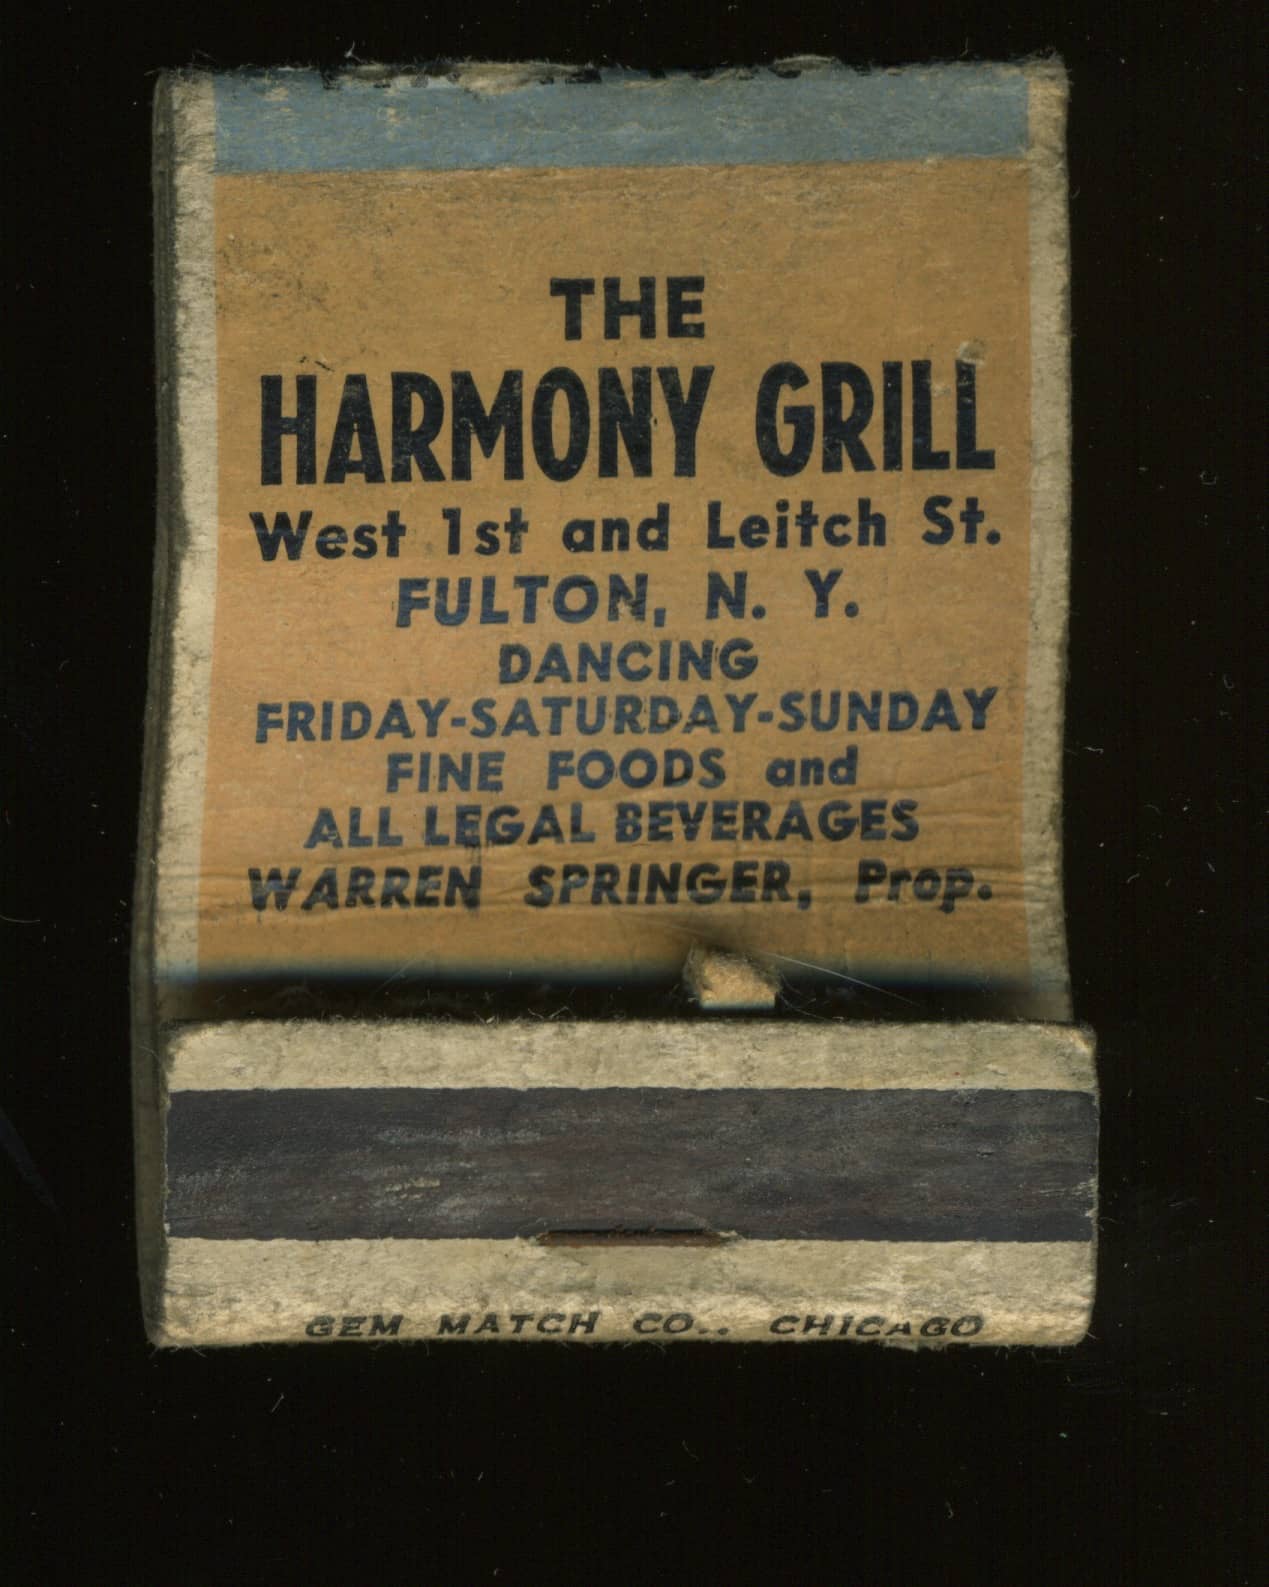 THE
HARMONY GRILL
West 1st and Leitch St.
FULTON, N. Y.
DANCING
FRIDAY-SATURDAY-SUNDAY
FINE FOODS and
ALL LEGAL BEVERAGES
WARREN SPRINGER, Prop.
GEM MATCH CO., CHICAGO